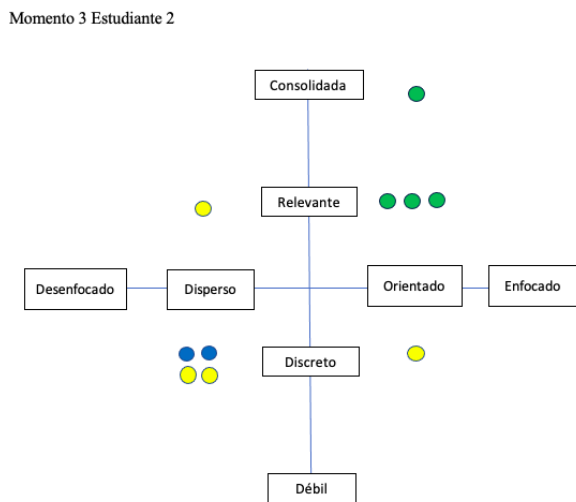 Momento 3 Estudiante 2
Consolidada
Relevante
Desenfocado
Disperso
Orientado
Enfocado
Discreto
Débil